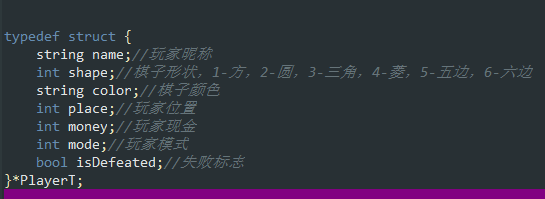 typedef struct {
string name;//玩家昵称
int shape;//棋子形状, 1-方, 2-圆, 3-三角, 4-菱, 5-五边, 6-六边
string color;//棋子颜色
int place;//玩家位置
int money;//玩家现金
int mode;//玩家模式
bool isDefeated;//失败标志
}*PlayerT;